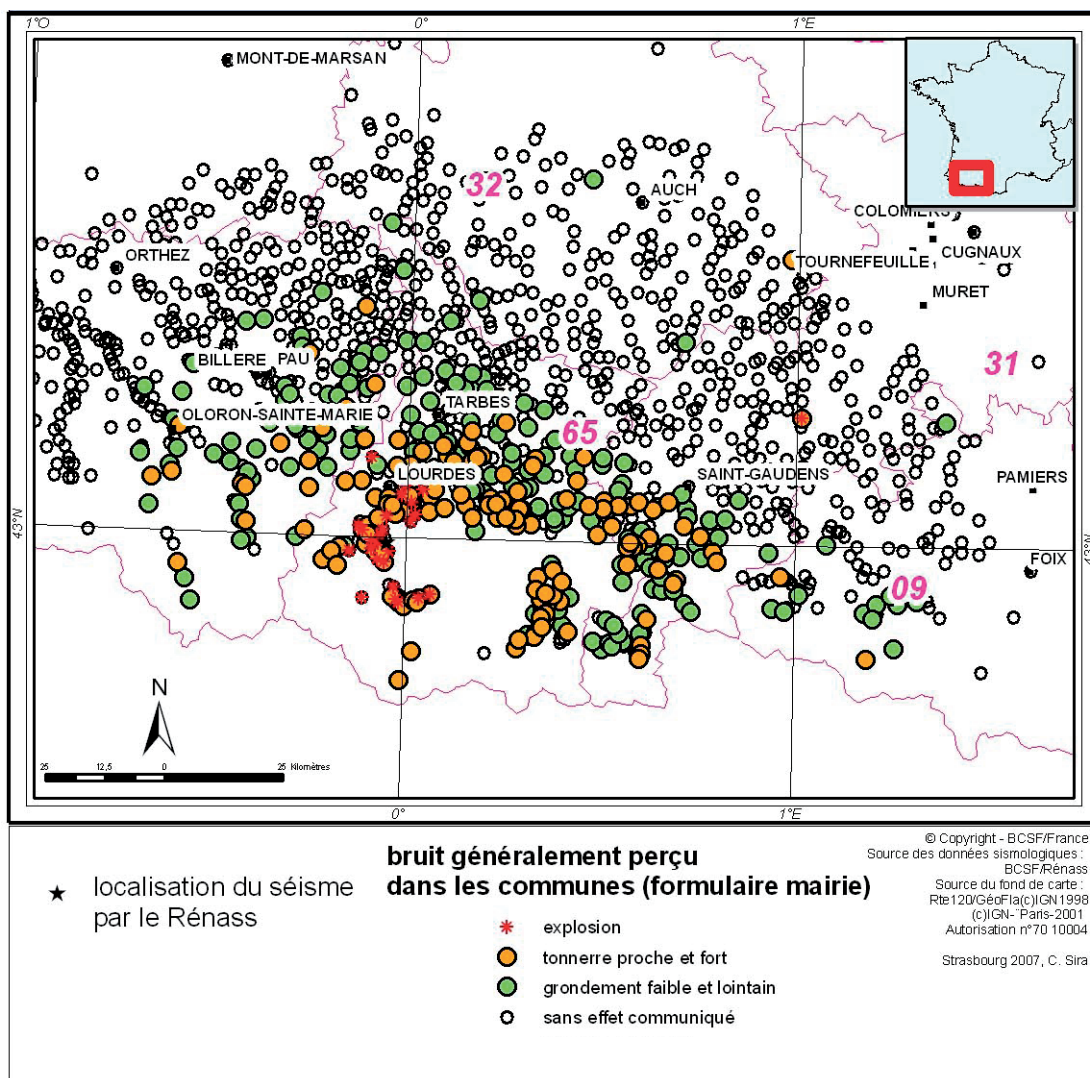 1°O
0°
1°E
MONT-DE-MARSAN
32
AUCH
COLOMIERS
ORTHEZ
TOURNEFEUILLE
CUGNAUX
MURET
BILLERE
PAU
31
OLORON-SAINTE-MARIE
TARBES
65
LOURDES
SAINT-GAUDENS
PAMIERS
43°N
43°N
FOIX
09
N
25
12,5
0
25 Kilomètres
0°
1°E
localisation du séisme
par le Rénass
bruit généralement perçu
dans les communes (formulaire mairie)
explosion
tonnerre proche et fort
grondement faible et lointain
sans effet communiqué
© Copyright - BCSF/France
Source des données sismologiques :
BCSF/Rénass
Source du fond de carte :
Rte120/GéoFla(c)IGN1998
(c)IGN-¨Paris-2001
Autorisation n°70 10004
Strasbourg 2007, C. Sira